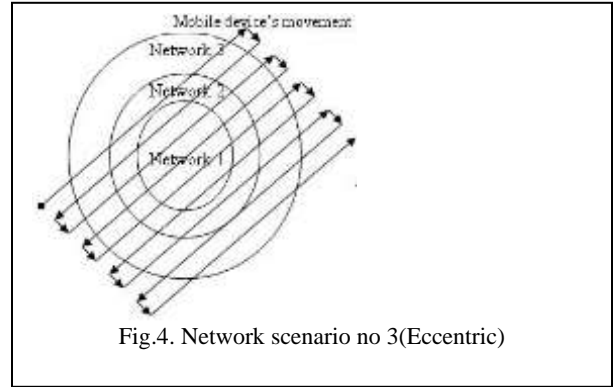 Mobile device's movement
Network 3
Network 2
Network 1
Fig.4. Network scenario no 3(Eccentric)